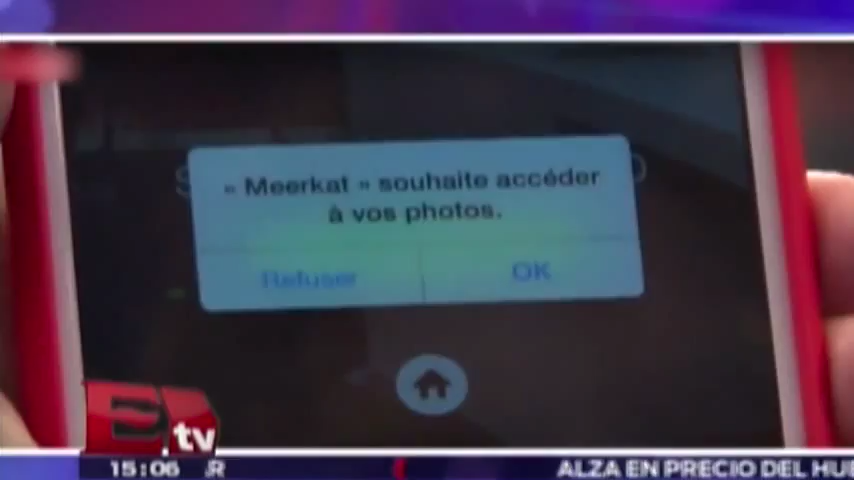 « Meerkat » souhaite accéder
à vos photos.
Refuser
OK
.tv
15:06
ALZA EN PRECIO DEL HUE